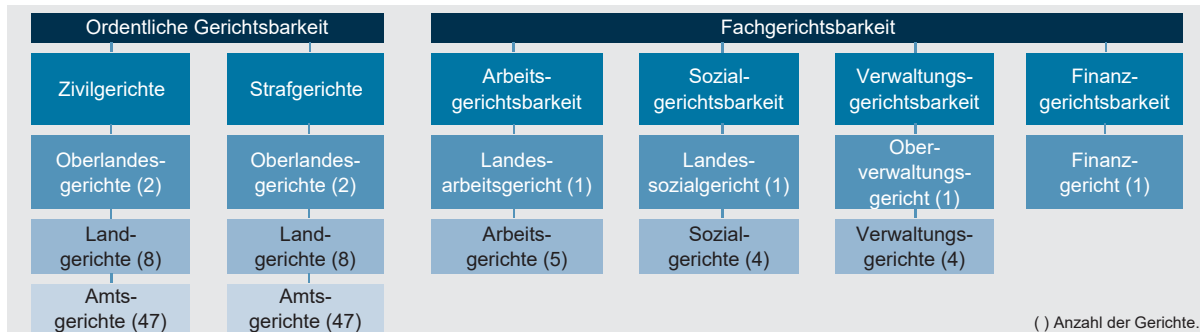 Ordentliche Gerichtsbarkeit
Fachgerichtsbarkeit
Zivilgerichte
Strafgerichte
Arbeits-
gerichtsbarkeit
Sozial-
gerichtsbarkeit
Verwaltungs-
gerichtsbarkeit
Finanz-
gerichtsbarkeit
Oberlandes-
gerichte (2)
Oberlandes-
gerichte (2)
Landes-
arbeitsgericht (1)
Landes-
sozialgericht (1)
Ober-
verwaltungs-
gericht (1)
Finanz-
gericht (1)
Land-
gerichte (8)
Land-
gerichte (8)
Arbeits-
gerichte (5)
Sozial-
gerichte (4)
Verwaltungs-
gerichte (4)
Amts-
gerichte (47)
Amts-
gerichte (47)
( ) Anzahl der Gerichte.